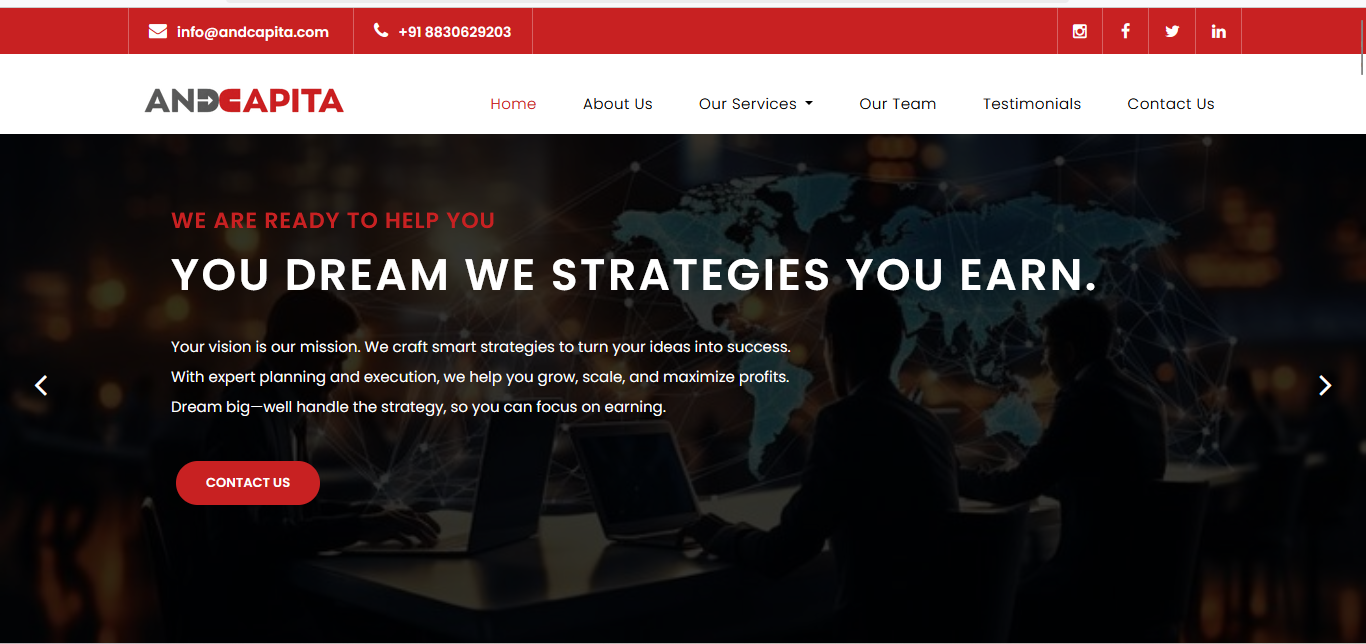 info@andcapita.com
+91 8830629203
ANDCAPITA
Home
About Us
Our Services
Our Team
Testimonials
Contact Us
WE ARE READY TO HELP YOU
YOU DREAM WE STRATEGIES YOU EARN.
Your vision is our mission. We craft smart strategies to turn your ideas into success.
With expert planning and execution, we help you grow, scale, and maximize profits.
Dream big—well handle the strategy, so you can focus on earning.
CONTACT US